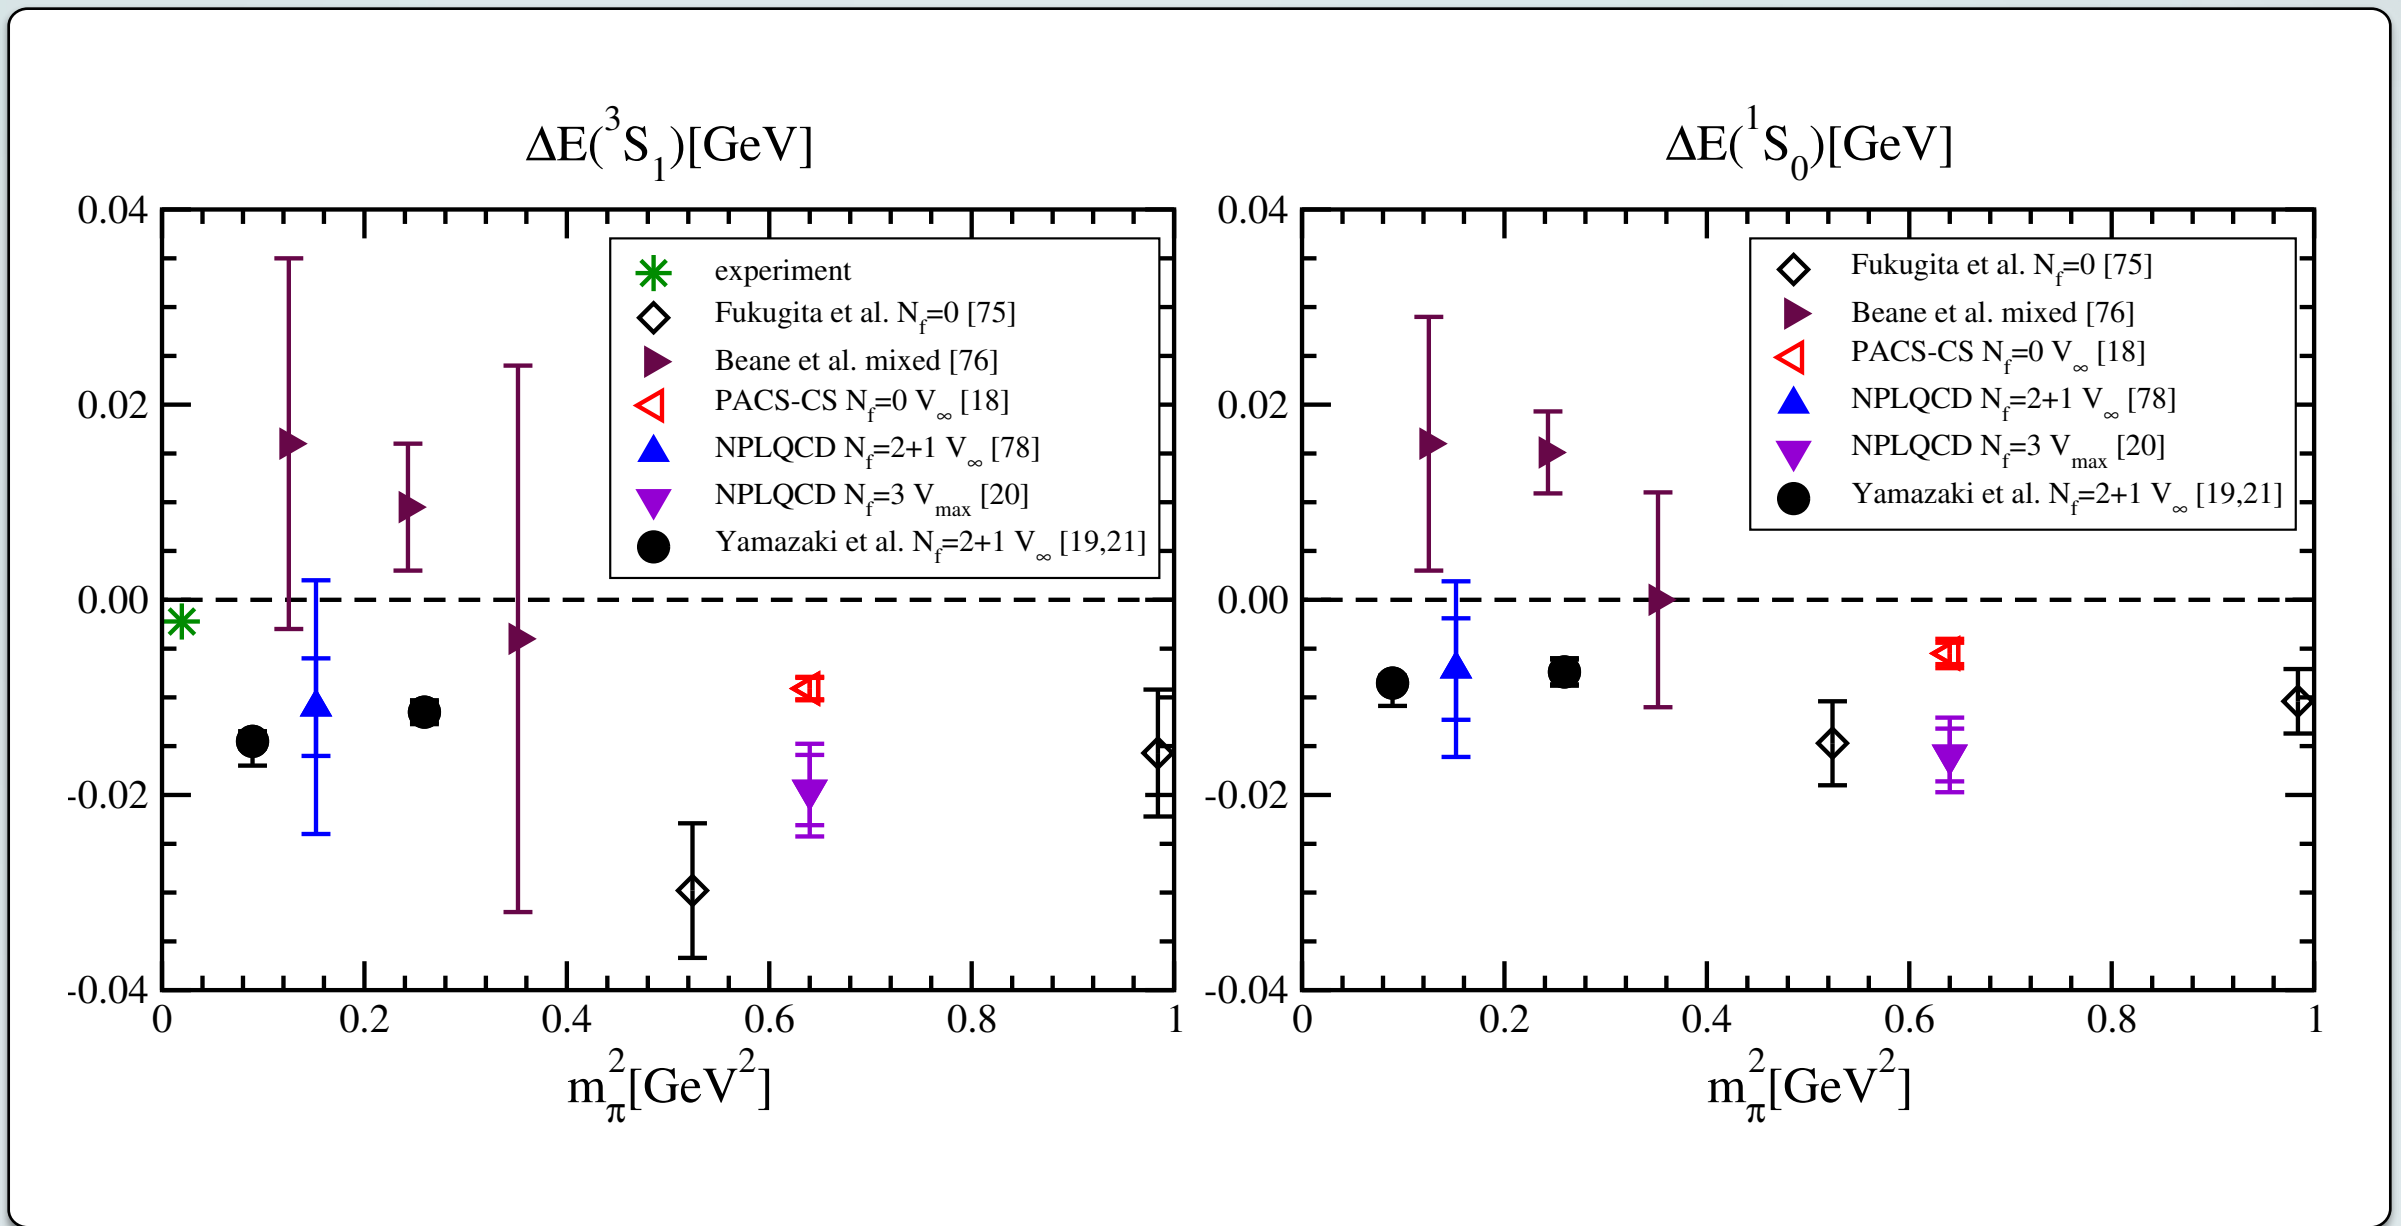 ΔE(³S₁)[GeV]
0.04
0.02
0.00
-0.02
-0.04
experiment
Fukugita et al. N_f=0 [75]
Beane et al. mixed [76]
PACS-CS N_f=0 V_∞ [18]
NPLQCD N_f=2+1 V_∞ [78]
NPLQCD N_f=3 V_max [20]
Yamazaki et al. N_f=2+1 V_∞ [19,21]
0 0.2 0.4 0.6 0.8 1
m_π²[GeV²]
ΔE(¹S₀)[GeV]
0.04
0.02
0.00
-0.02
-0.04
Fukugita et al. N_f=0 [75]
Beane et al. mixed [76]
PACS-CS N_f=0 V_∞ [18]
NPLQCD N_f=2+1 V_∞ [78]
NPLQCD N_f=3 V_max [20]
Yamazaki et al. N_f=2+1 V_∞ [19,21]
0 0.2 0.4 0.6 0.8 1
m_π²[GeV²]